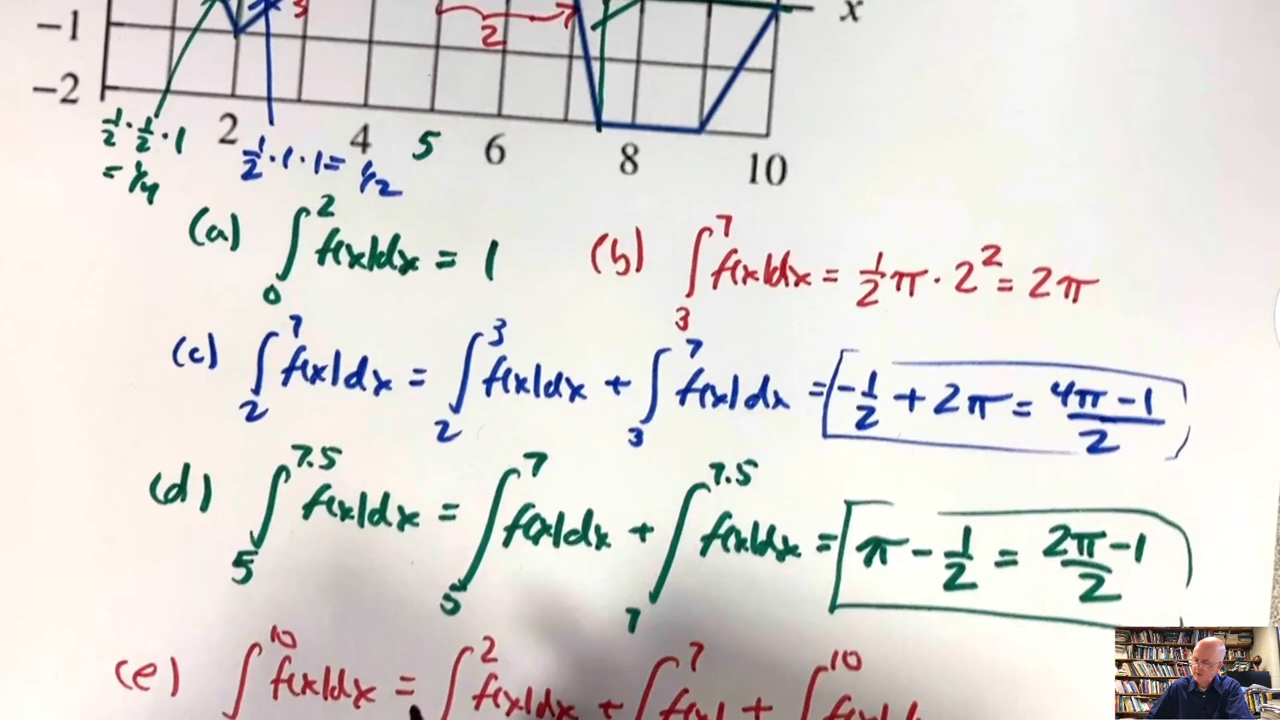 -1 3 2 x
-2
2 4 5 6 8 10
½·½·1 = ¼
½·1·1 = ½
(a) ∫₀² f(x)dx = 1 (b) ∫₃⁷ f(x)dx = ½π·2² = 2π
(c) ∫₂⁷ f(x)dx = ∫₂³ f(x)dx + ∫₃⁷ f(x)dx = -½ + 2π = (4π-1)/2
(d) ∫₅^7.5 f(x)dx = ∫₅⁷ f(x)dx + ∫₇^7.5 f(x)dx = π - ½ = (2π-1)/2
(e) ∫^10 f(x)dx = ∫² f(x)dx + ∫⁷ f(x) + ∫^10